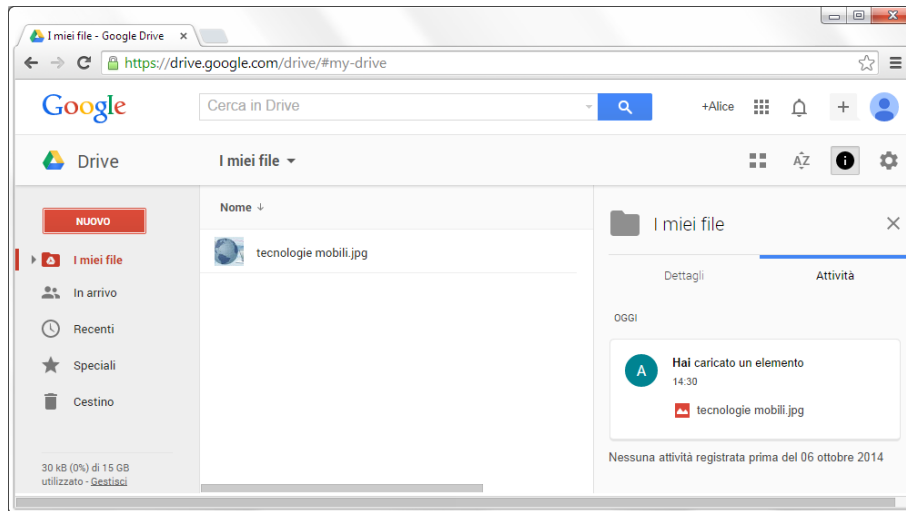 I miei file - Google Drive
https://drive.google.com/drive/#my-drive
Google
Cerca in Drive
+Alice
Drive
I miei file
AZ
NUOVO
I miei file
In arrivo
Recenti
Speciali
Cestino
30 kB (0%) di 15 GB
utilizzato - Gestisci
Nome
tecnologie mobili.jpg
I miei file
Dettagli
Attività
OGGI
A
Hai caricato un elemento
14:30
tecnologie mobili.jpg
Nessuna attività registrata prima del 06 ottobre 2014